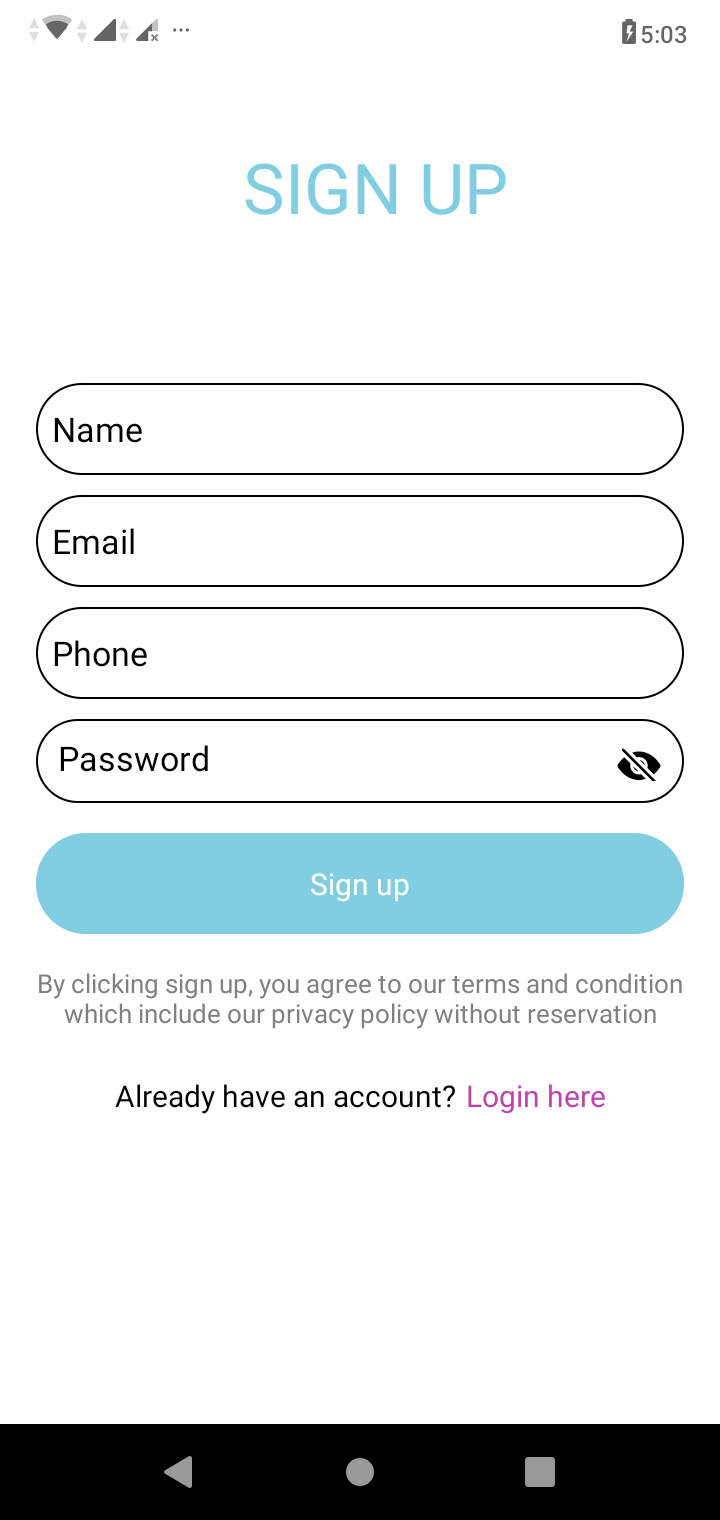 5:03
SIGN UP
Name
Email
Phone
Password
Sign up
By clicking sign up, you agree to our terms and condition
which include our privacy policy without reservation
Already have an account? Login here